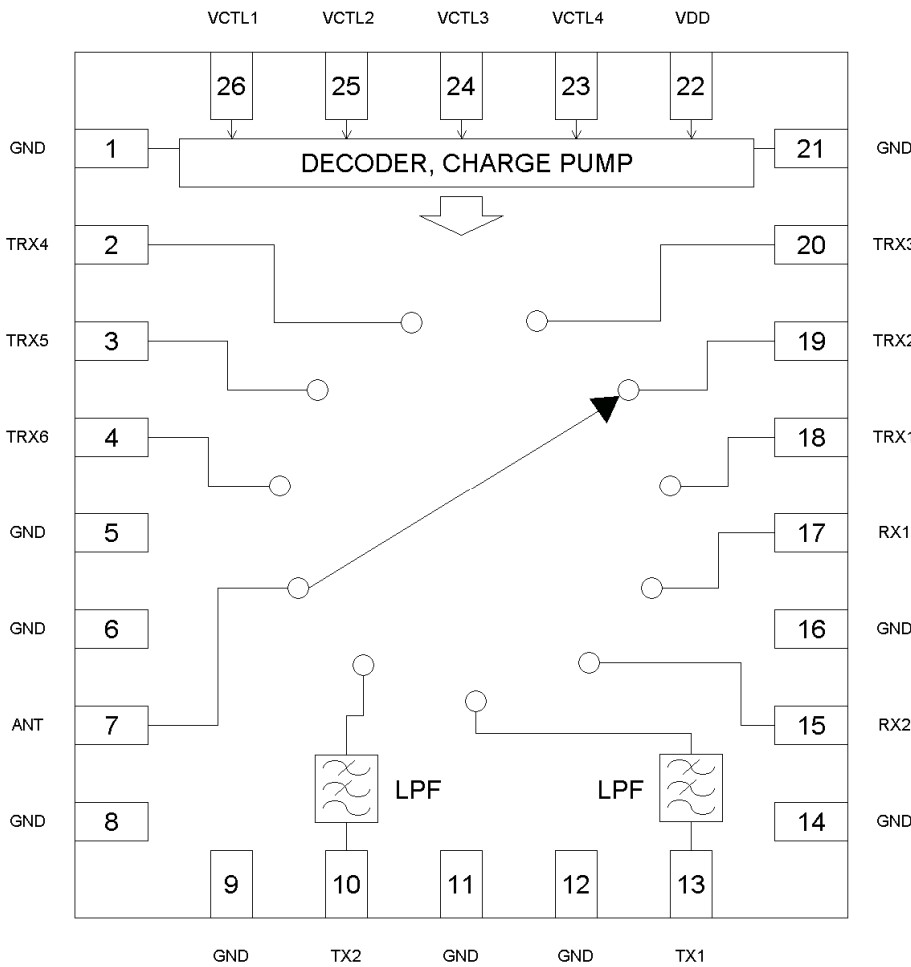 VCTL1 VCTL2 VCTL3 VCTL4 VDD
26 25 24 23 22
GND 1 DECODER, CHARGE PUMP 21 GND
TRX4 2 20 TRX3
TRX5 3 19 TRX2
TRX6 4 18 TRX1
GND 5 17 RX1
GND 6 16 GND
ANT 7 15 RX2
LPF LPF
GND 8 14 GND
9 10 11 12 13
GND TX2 GND GND TX1